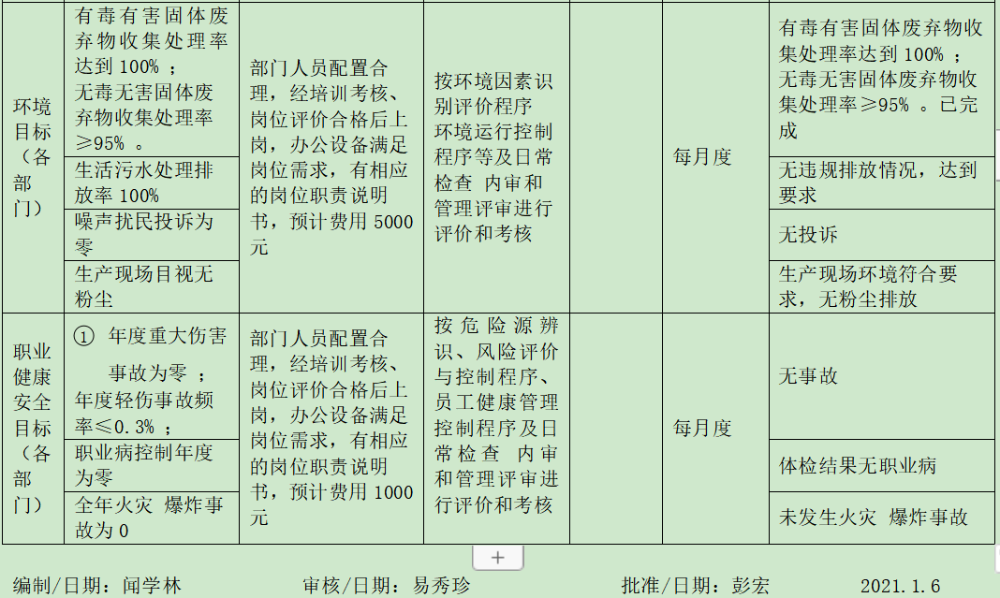 环境
目标
（各
部
门）
有毒有害固体废
弃物收集处理率
达到 100% ；
无毒无害固体废
弃物收集处理率
≥95% 。
生活污水处理排
放率 100%
噪声扰民投诉为
零
生产现场目视无
粉尘
部门人员配置合
理，经培训考核、
岗位评价合格后上
岗，办公设备满足
岗位需求，有相应
的岗位职责说明
书，预计费用 5000
元
按环境因素识
别评价程序
环境运行控制
程序等及日常
检查 内审和
管理评审进行
评价和考核
每月度
有毒有害固体废弃物收
集处理率达到 100% ；
无毒无害固体废弃物收
集处理率≥95% 。已完
成
无违规排放情况，达到
要求
无投诉
生产现场环境符合要
求，无粉尘排放
职业
健康
安全
目标
（各
部
门）
① 年度重大伤害
事故为零 ；
年度轻伤事故频
率≤0.3% ；
职业病控制年度
为零
全年火灾 爆炸事
故为 0
部门人员配置合
理，经培训考核、
岗位评价合格后上
岗，办公设备满足
岗位需求，有相应
的岗位职责说明
书，预计费用 1000
元
按危险源辨
识、风险评价
与控制程序、
员工健康管理
控制程序及日
常检查 内审
和管理评审进
行评价和考核
每月度
无事故
体检结果无职业病
未发生火灾 爆炸事故
编制/日期：闻学林 审核/日期：易秀珍 批准/日期：彭宏 2021.1.6